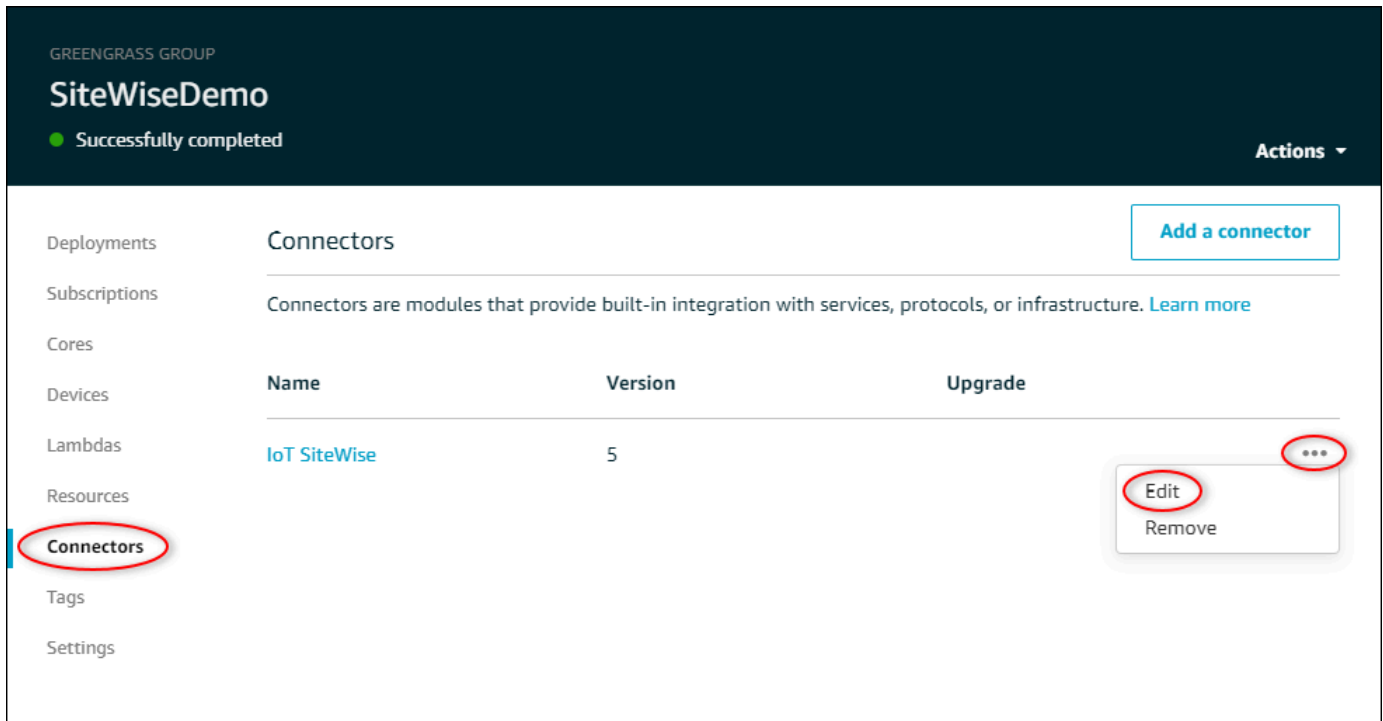 GREENGRASS GROUP
SiteWiseDemo
Successfully completed
Actions
Deployments
Subscriptions
Cores
Devices
Lambdas
Resources
Connectors
Tags
Settings
Connectors
Add a connector
Connectors are modules that provide built-in integration with services, protocols, or infrastructure. Learn more
Name Version Upgrade
IoT SiteWise 5
Edit
Remove